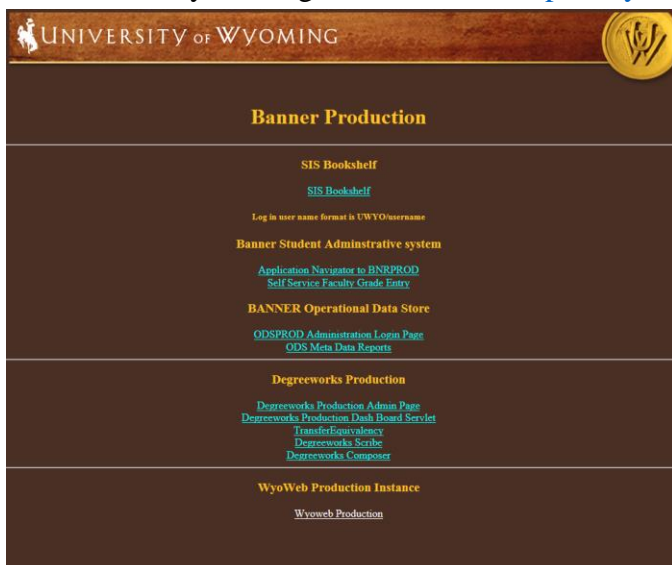 UNIVERSITY OF WYOMING
Banner Production
SIS Bookshelf
SIS Bookshelf
Log in user name format is UWYO/username
Banner Student Adminstrative system
Application Navigator to BNRPROD
Self Service Faculty Grade Entry
BANNER Operational Data Store
ODSPROD Administration Login Page
ODS Meta Data Reports
Degreeworks Production
Degreeworks Production Admin Page
Degreeworks Production Dash Board Servlet
TransferEquivalency
Degreeworks Scribe
Degreeworks Composer
WyoWeb Production Instance
Wyoweb Production